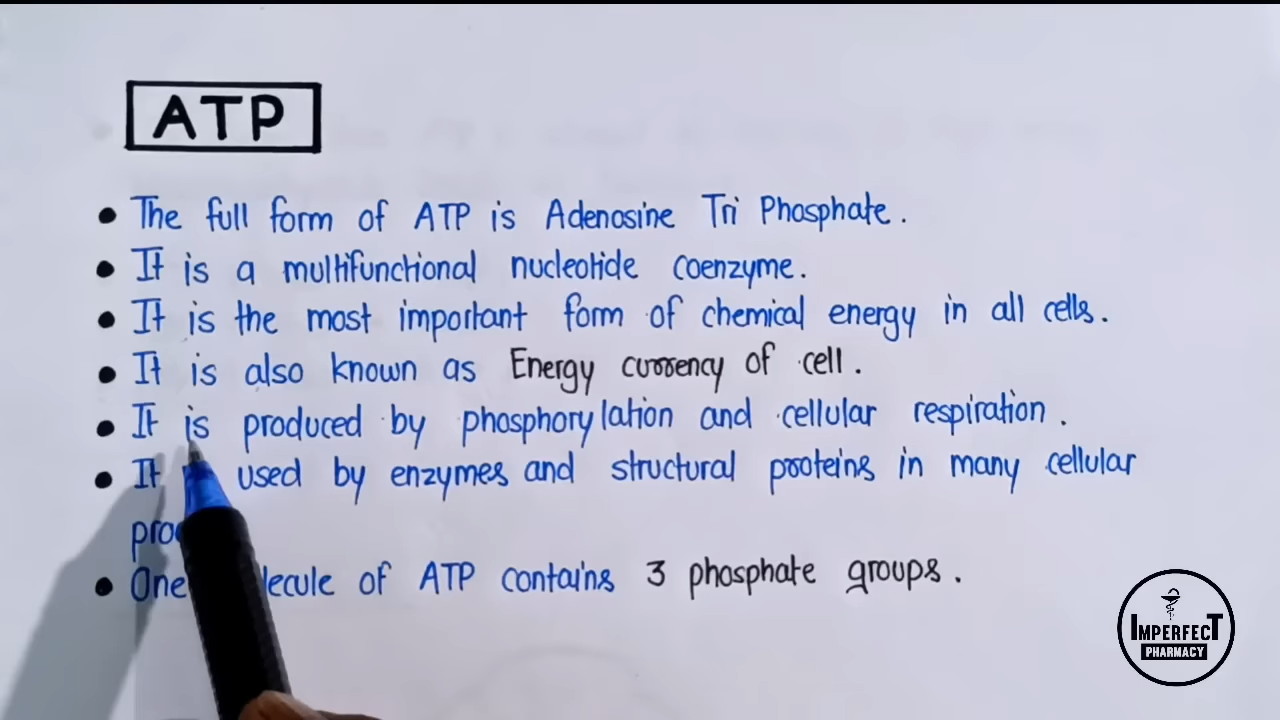 ATP
• The full form of ATP is Adenosine Tri Phosphate.
• It is a multifunctional nucleotide coenzyme.
• It is the most important form of chemical energy in all cells.
• It is also known as Energy currency of cell.
• It is produced by phosphorylation and cellular respiration.
• It used by enzymes and structural proteins in many cellular
• One of ATP contains 3 phosphate groups.
IMPERFECT
PHARMACY